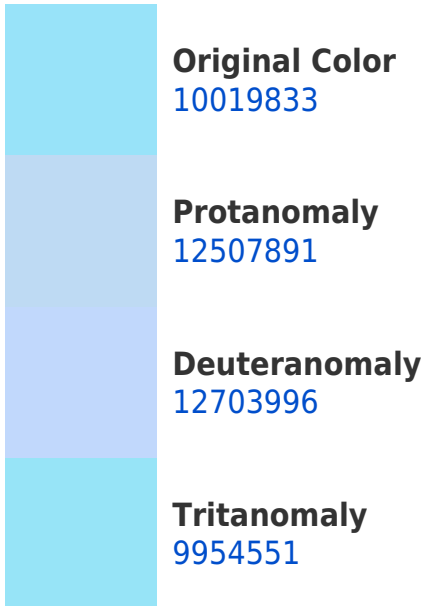 Original Color
10019833
Protanomaly
12507891
Deuteranomaly
12703996
Tritanomaly
9954551